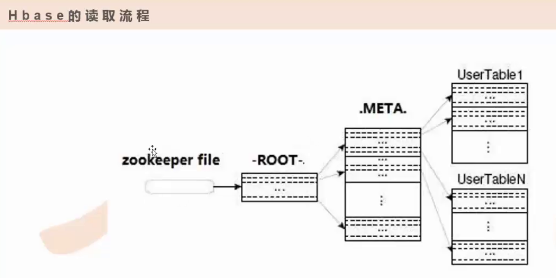 Hbase的读取流程
UserTable1
.META.
zookeeper file
-ROOT-
...
...
...
...
...
⋮
⋮
...
UserTableN
...
⋮
...